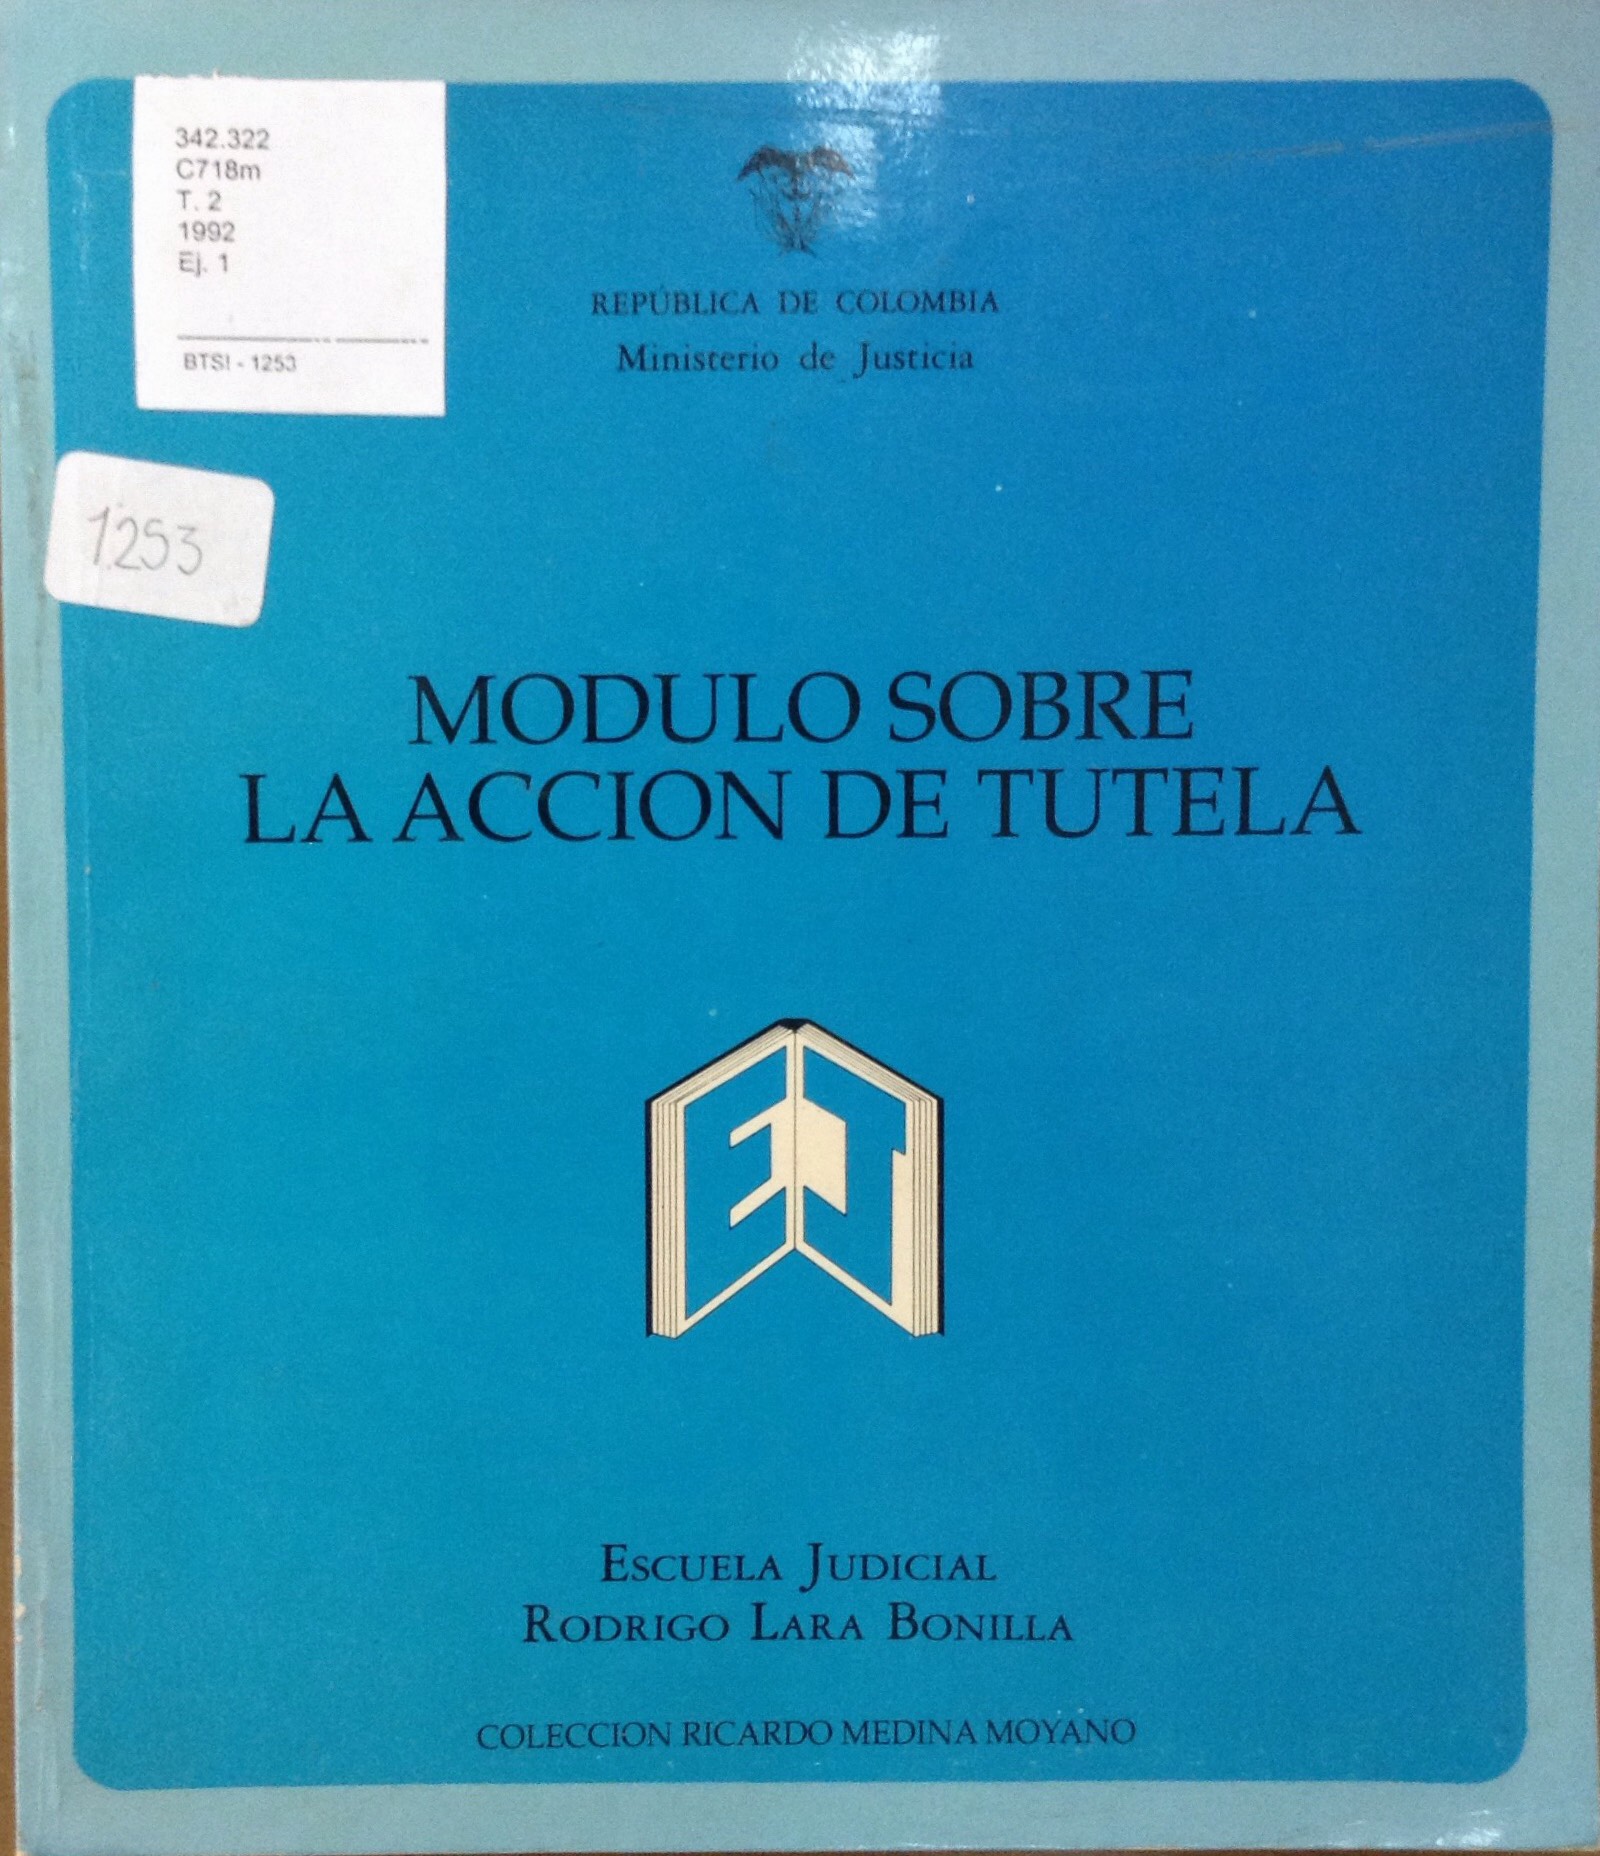 342.322
C718m
T. 2
1992
Ej. 1
BTSI - 1253
1253
REPÚBLICA DE COLOMBIA
Ministerio de Justicia
MODULO SOBRE
LA ACCION DE TUTELA
EJ
ESCUELA JUDICIAL
RODRIGO LARA BONILLA
COLECCION RICARDO MEDINA MOYANO